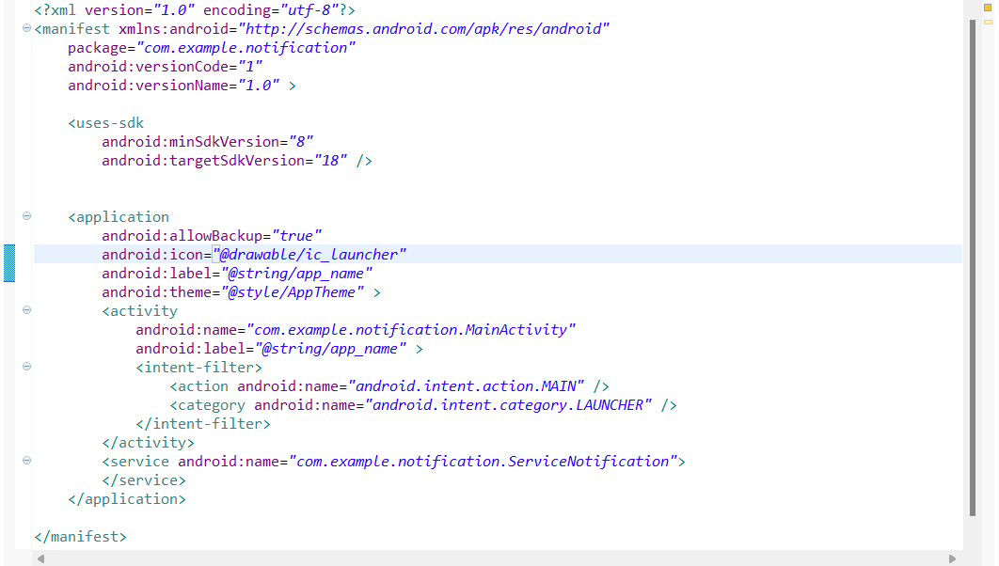 <?xml version="1.0" encoding="utf-8"?>
<manifest xmlns:android="http://schemas.android.com/apk/res/android"
    package="com.example.notification"
    android:versionCode="1"
    android:versionName="1.0" >

    <uses-sdk
        android:minSdkVersion="8"
        android:targetSdkVersion="18" />


    <application
        android:allowBackup="true"
        android:icon="@drawable/ic_launcher"
        android:label="@string/app_name"
        android:theme="@style/AppTheme" >
        <activity
            android:name="com.example.notification.MainActivity"
            android:label="@string/app_name" >
            <intent-filter>
                <action android:name="android.intent.action.MAIN" />
                <category android:name="android.intent.category.LAUNCHER" />
            </intent-filter>
        </activity>
        <service android:name="com.example.notification.ServiceNotification">
        </service>
    </application>

</manifest>